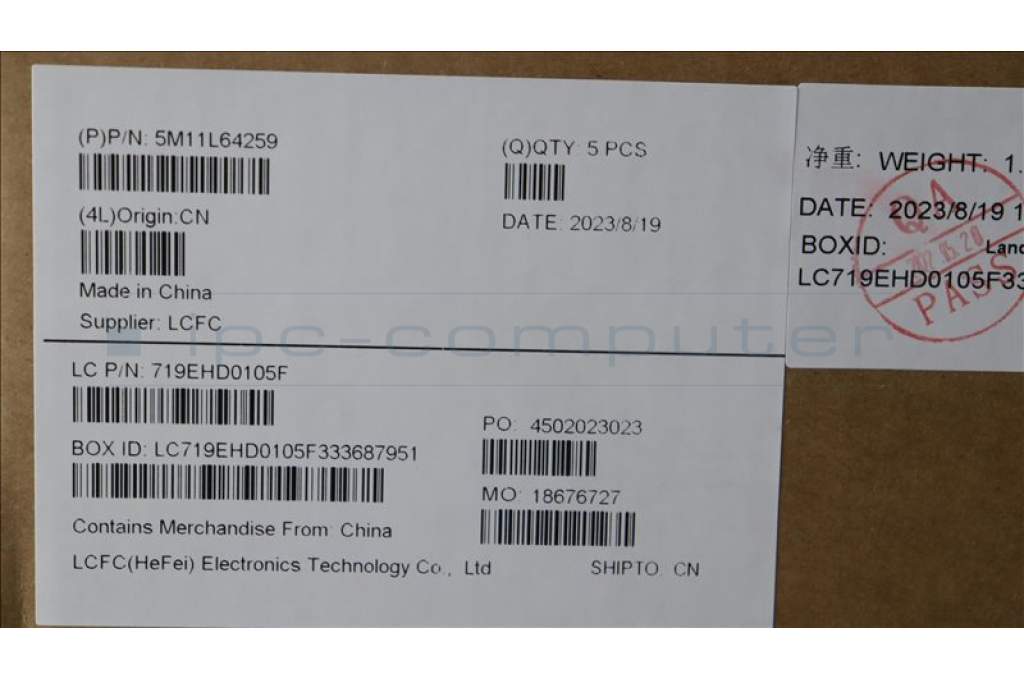 (P)P/N: 5M11L64259
(Q)QTY: 5 PCS
(4L)Origin:CN
DATE: 2023/8/19
Made in China
Supplier: LCFC
LC P/N: 719EHD0105F
PO: 4502023023
BOX ID: LC719EHD0105F333687951
MO: 18676727
Contains Merchandise From: China
LCFC(HeFei) Electronics Technology Co., Ltd
SHIPTO: CN
净重: WEIGHT: 1.
DATE: 2023/8/19 1
BOXID:
LC719EHD0105F33
QA
PASS
ipc-computer